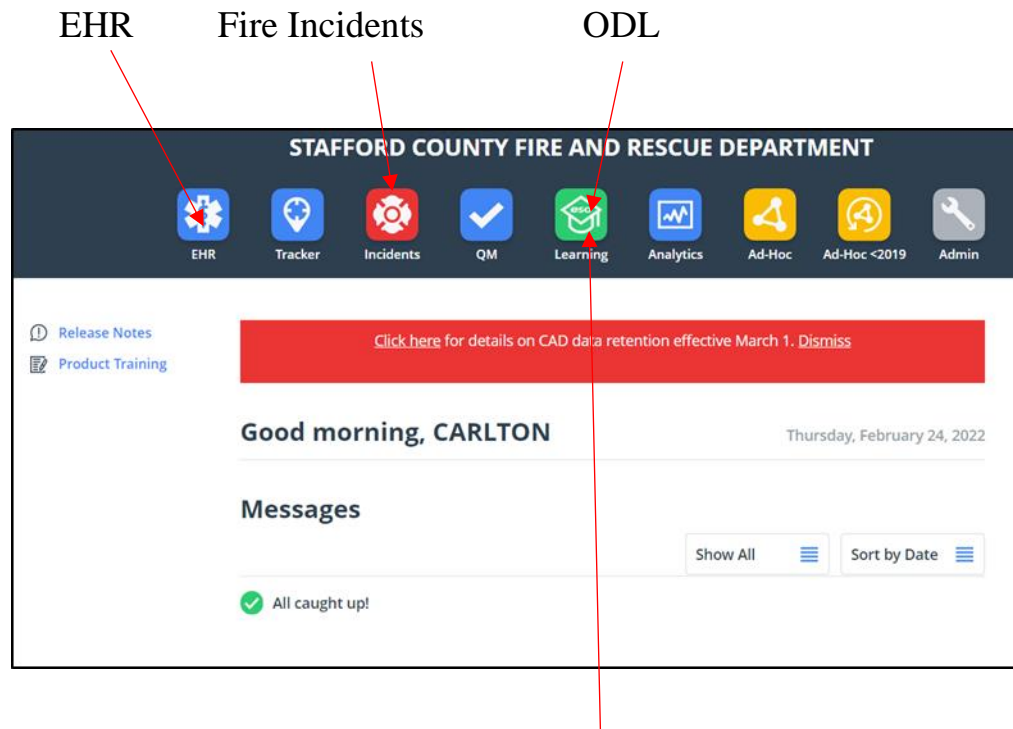 EHR Fire Incidents ODL
STAFFORD COUNTY FIRE AND RESCUE DEPARTMENT
esa
EHR Tracker Incidents QM Learning Analytics Ad-Hoc Ad-Hoc <2019 Admin
Release Notes
Product Training
Click here for details on CAD data retention effective March 1. Dismiss
Good morning, CARLTON
Thursday, February 24, 2022
Messages
Show All
Sort by Date
All caught up!